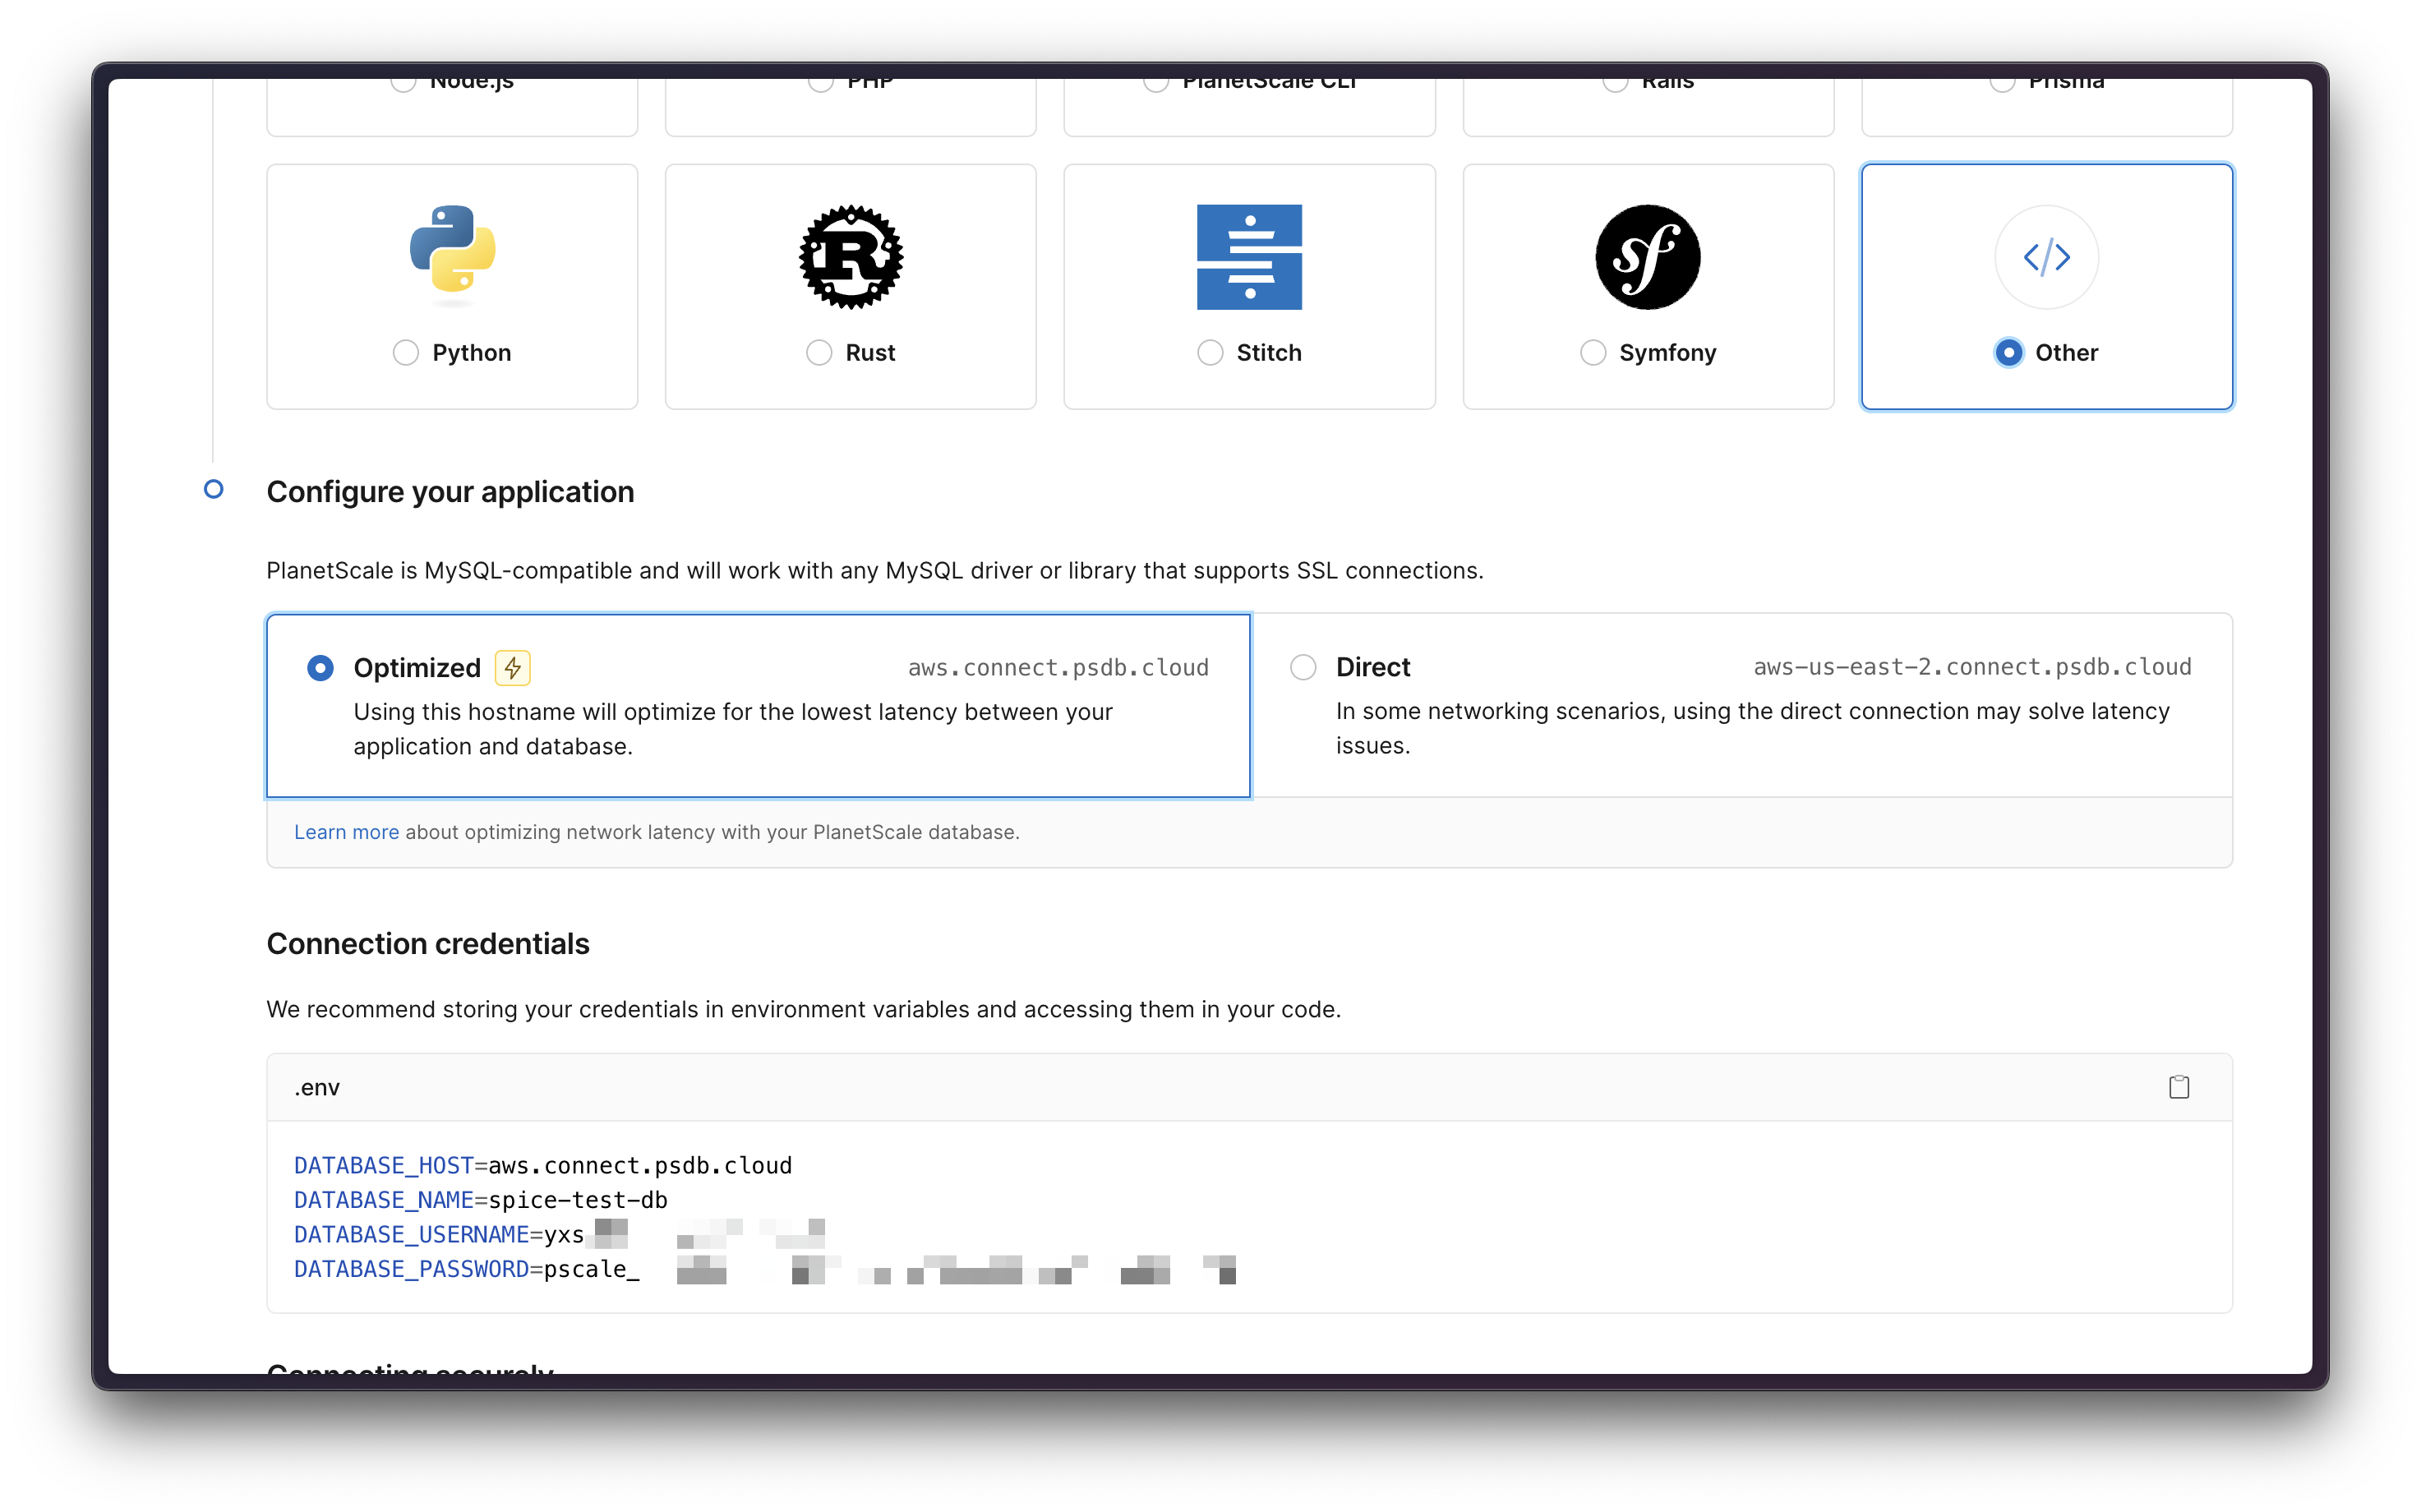 Node.js
PHP
PlanetScale CLI
Rails
Prisma
Python
Rust
Stitch
Symfony
Other
Configure your application
PlanetScale is MySQL-compatible and will work with any MySQL driver or library that supports SSL connections.
Optimized
aws.connect.psdb.cloud
Using this hostname will optimize for the lowest latency between your
application and database.
Direct
aws-us-east-2.connect.psdb.cloud
In some networking scenarios, using the direct connection may solve latency
issues.
Learn more about optimizing network latency with your PlanetScale database.
Connection credentials
We recommend storing your credentials in environment variables and accessing them in your code.
.env
DATABASE_HOST=aws.connect.psdb.cloud
DATABASE_NAME=spice-test-db
DATABASE_USERNAME=yxs
DATABASE_PASSWORD=pscale_
Connecting securely